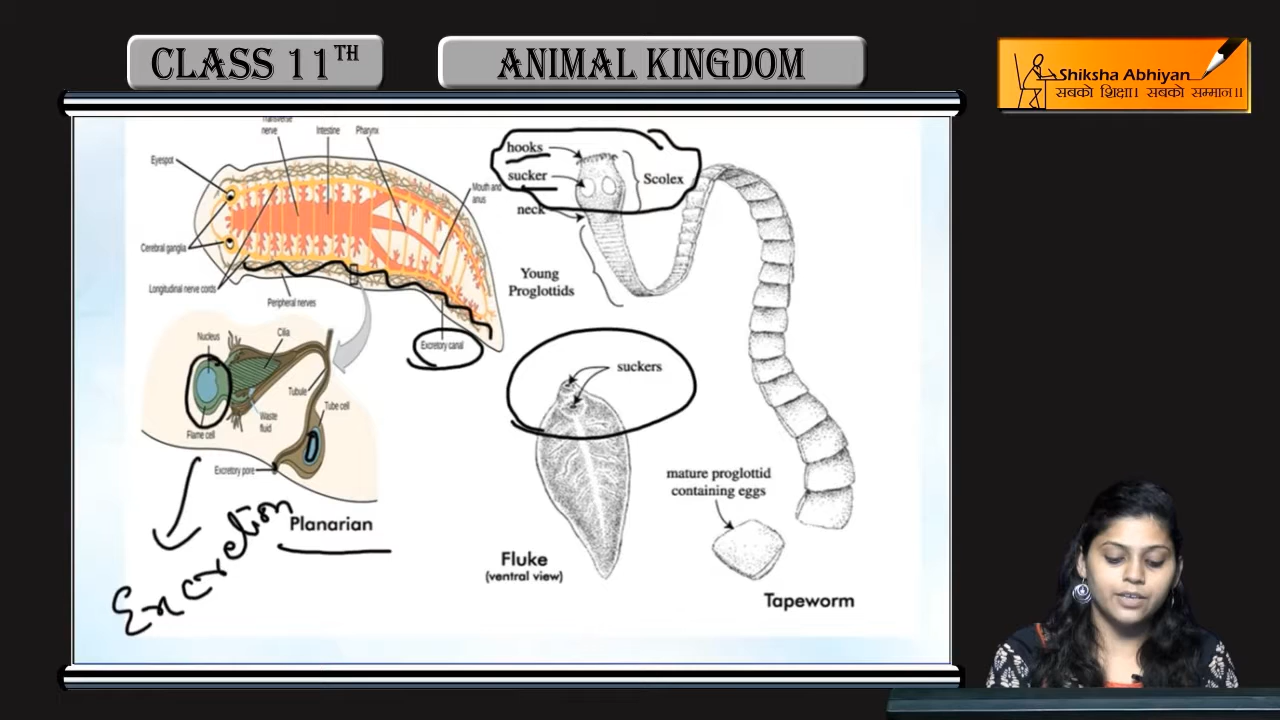 CLASS 11TH
ANIMAL KINGDOM
Shiksha Abhiyan
सबको शिक्षा। सबको सम्मान।।
Transverse
nerve
Intestine
Pharynx
Eyespot
Mouth and
anus
Cerebral ganglia
Longitudinal nerve cords
Peripheral nerves
Excretory canal
Nucleus
Cilia
Tubule
Tube cell
Waste
fluid
Flame cell
Excretory pore
Planarian
Excretion
hooks
sucker
Scolex
neck
Young
Proglottids
suckers
Fluke
(ventral view)
mature proglottid
containing eggs
Tapeworm